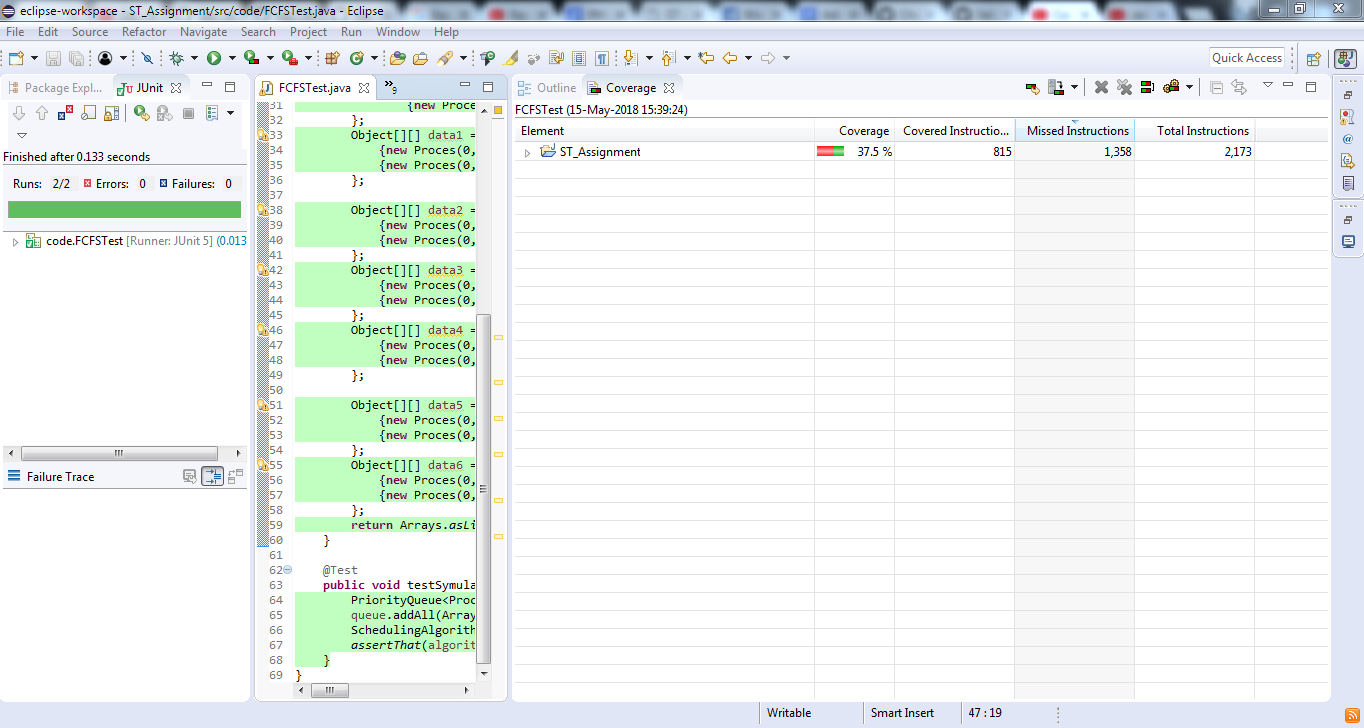 eclipse-workspace - ST_Assignment/src/code/FCFSTest.java - Eclipse
File Edit Source Refactor Navigate Search Project Run Window Help
Quick Access
Package Expl... JUnit
Finished after 0.133 seconds
Runs: 2/2 Errors: 0 Failures: 0
code.FCFSTest [Runner: JUnit 5] (0.013
Failure Trace
FCFSTest.java »9
31 {new Proce
32 };
33 Object[][] data1 =
34 {new Proces(0,
35 {new Proces(0,
36 };
37
38 Object[][] data2 =
39 {new Proces(0,
40 {new Proces(0,
41 };
42 Object[][] data3 =
43 {new Proces(0,
44 {new Proces(0,
45 };
46 Object[][] data4 =
47 {new Proces(0,
48 {new Proces(0,
49 };
50
51 Object[][] data5 =
52 {new Proces(0,
53 {new Proces(0,
54 };
55 Object[][] data6 =
56 {new Proces(0,
57 {new Proces(0,
58 };
59 return Arrays.asLi
60 }
61
62 @Test
63 public void testSymula
64 PriorityQueue<Proc
65 queue.addAll(Array
66 SchedulingAlgorith
67 assertThat(algorit
68 }
69 }
Outline Coverage
FCFSTest (15-May-2018 15:39:24)
Element Coverage Covered Instructio... Missed Instructions Total Instructions
ST_Assignment 37.5 % 815 1,358 2,173
Writable Smart Insert 47 : 19